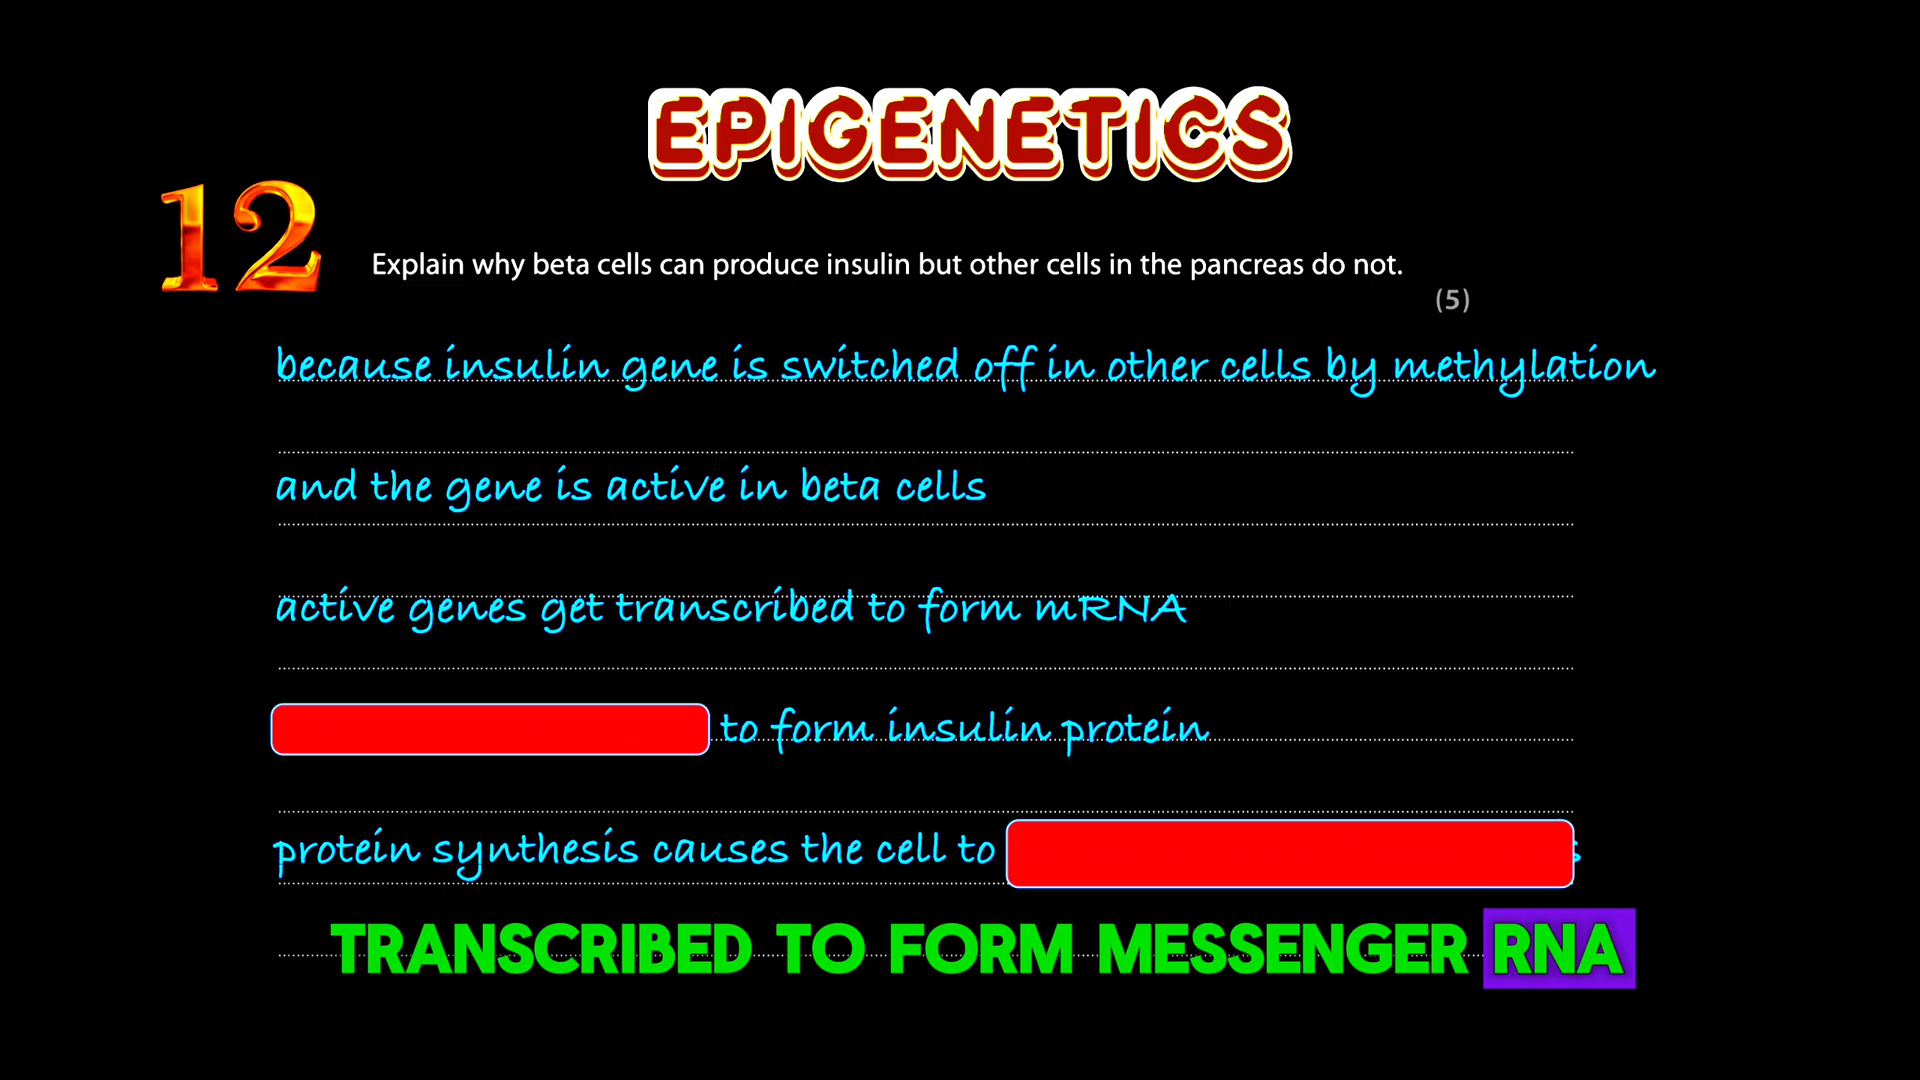 EPIGENETICS
12
Explain why beta cells can produce insulin but other cells in the pancreas do not.
(5)
because insulin gene is switched off in other cells by methylation
and the gene is active in beta cells
active genes get transcribed to form mRNA
to form insulin protein
protein synthesis causes the cell to
TRANSCRIBED TO FORM MESSENGER RNA